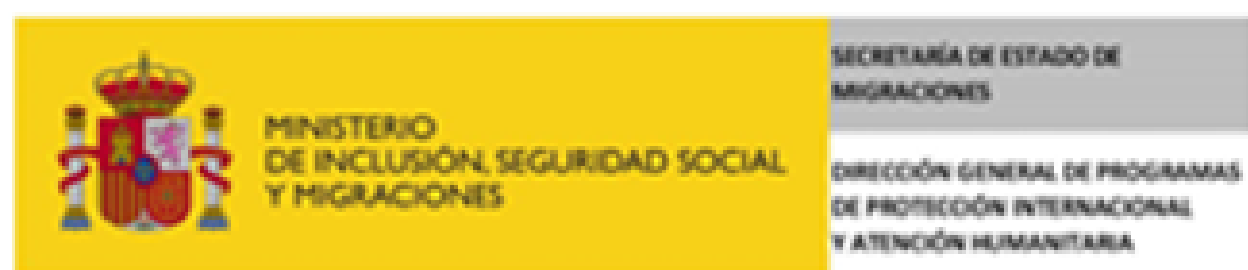 MINISTERIO
DE INCLUSIÓN, SEGURIDAD SOCIAL
Y MIGRACIONES
SECRETARÍA DE ESTADO DE
MIGRACIONES
DIRECCIÓN GENERAL DE PROGRAMAS
DE PROTECCIÓN INTERNACIONAL
Y ATENCIÓN HUMANITARIA